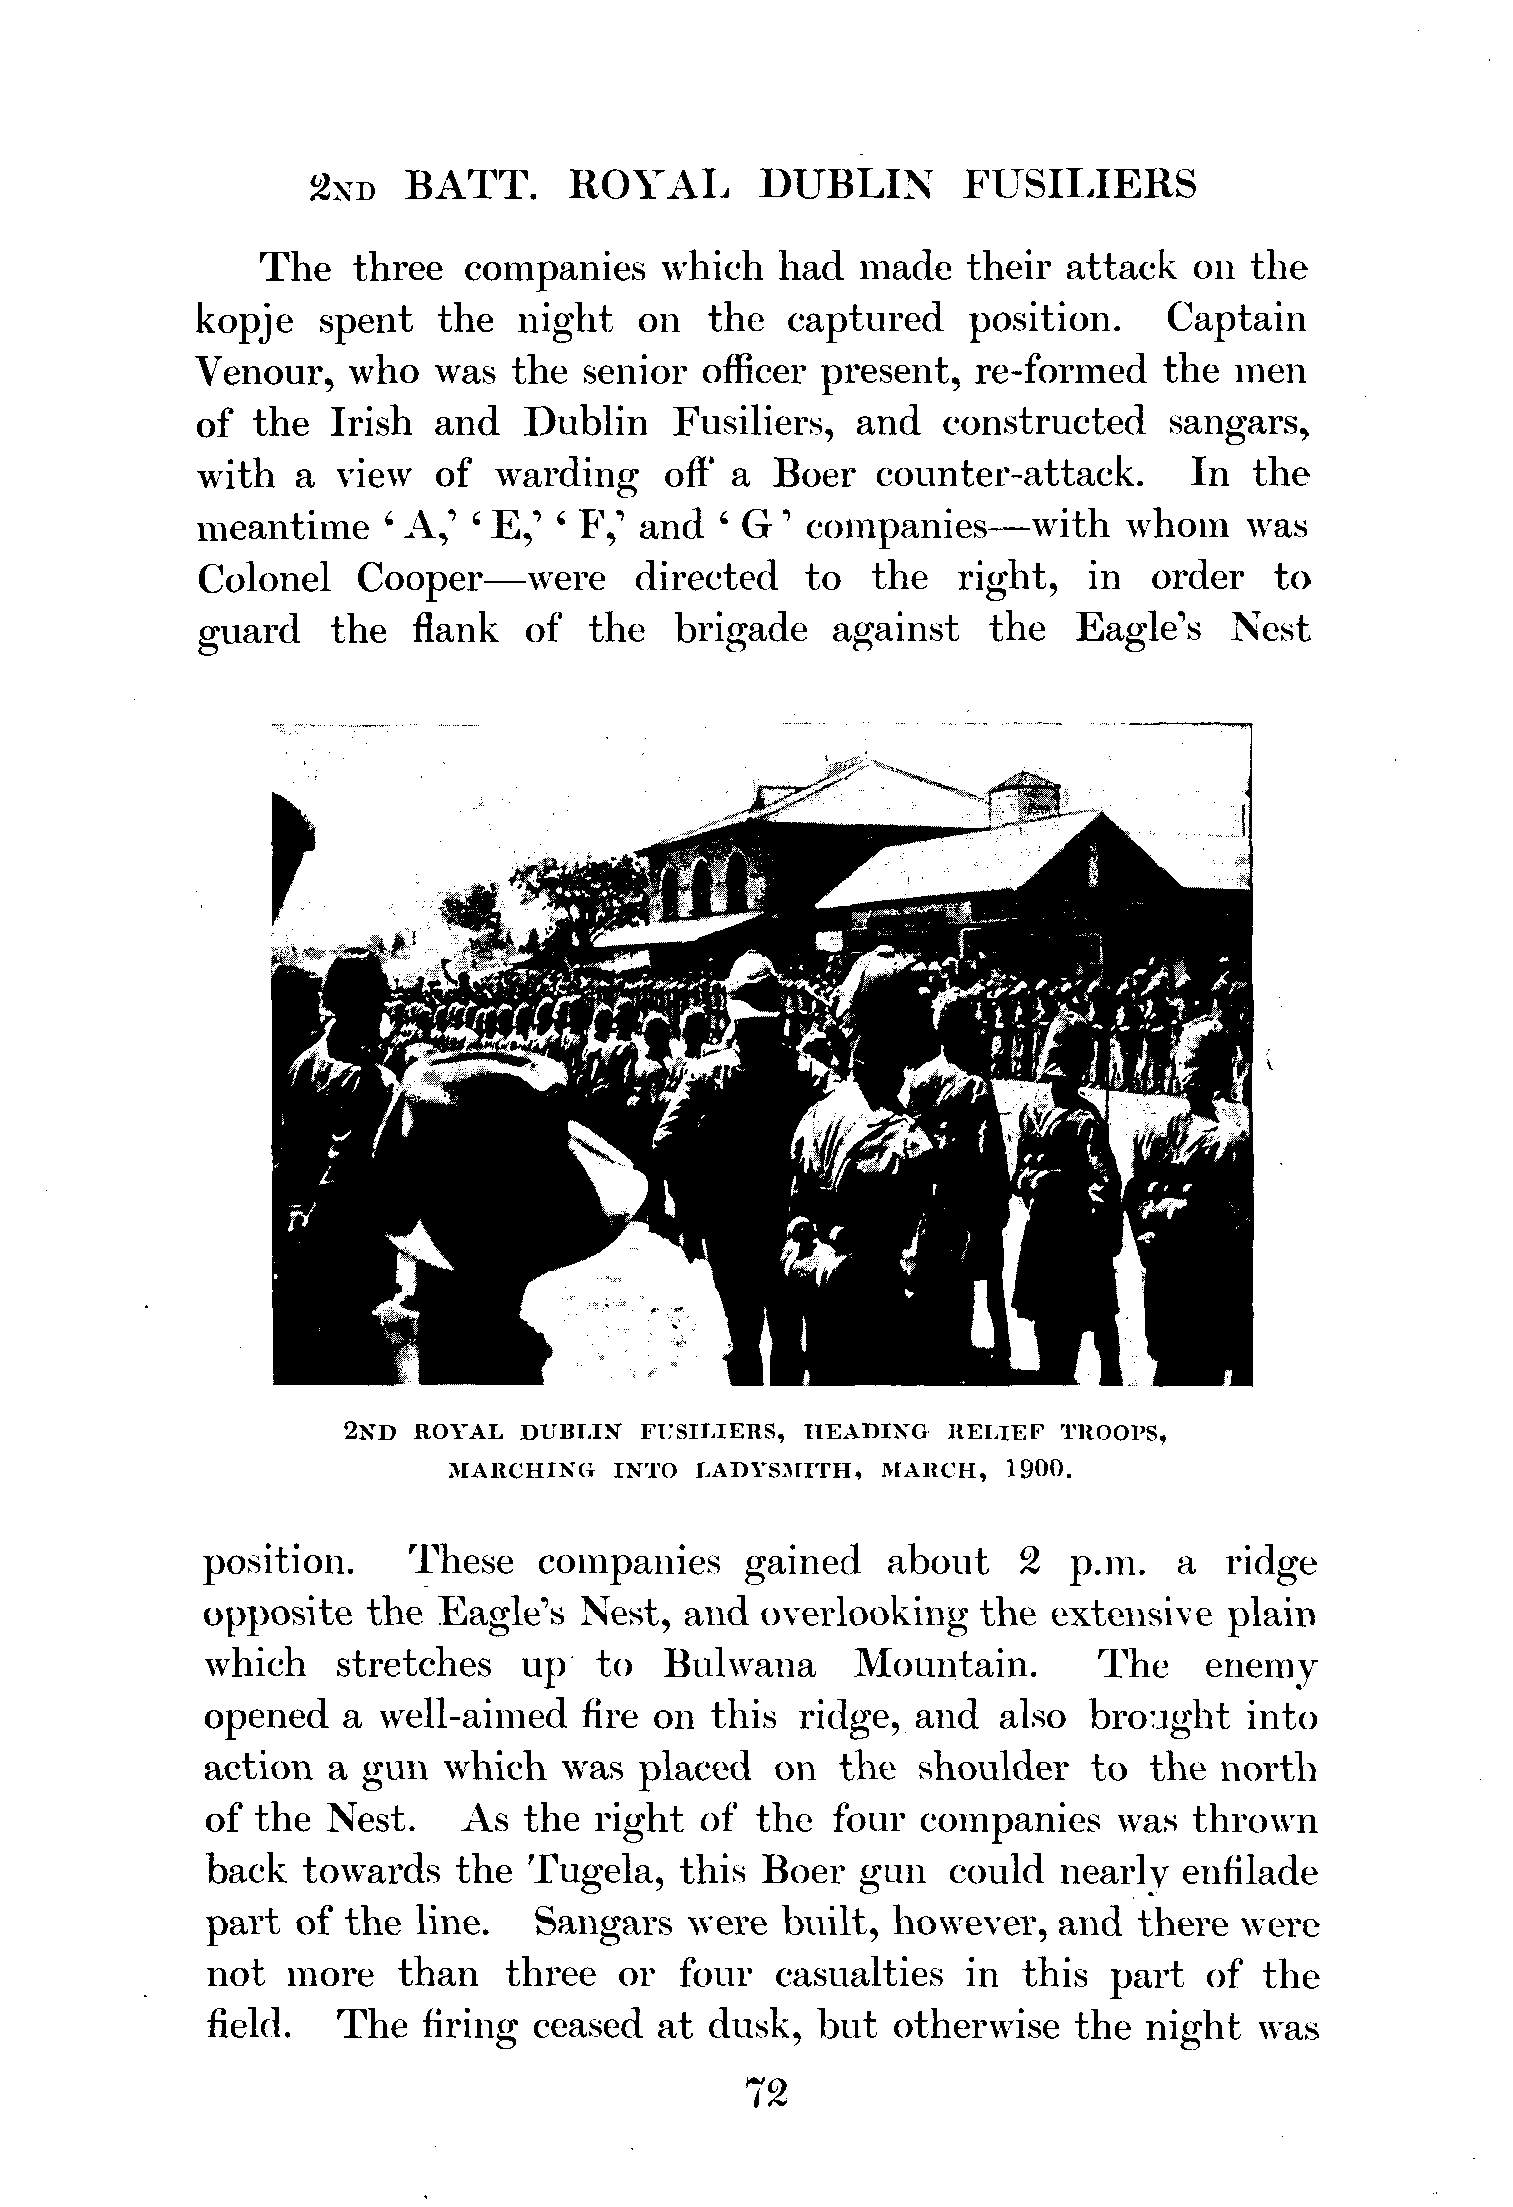 2ND BATT. ROYAL DUBLIN FUSILIERS
The three companies which had made their attack on the
kopje spent the night on the captured position. Captain
Venour, who was the senior officer present, re-formed the men
of the Irish and Dublin Fusiliers, and constructed sangars,
with a view of warding off a Boer counter-attack. In the
meantime ‘ A,’ ‘ E,’ ‘ F,’ and ‘ G ’ companies—with whom was
Colonel Cooper—were directed to the right, in order to
guard the flank of the brigade against the Eagle’s Nest
2ND ROYAL DUBLIN FUSILIERS, HEADING RELIEF TROOPS,
MARCHING INTO LADYSMITH, MARCH, 1900.
position. These companies gained about 2 p.m. a ridge
opposite the Eagle’s Nest, and overlooking the extensive plain
which stretches up to Bulwana Mountain. The enemy
opened a well-aimed fire on this ridge, and also brought into
action a gun which was placed on the shoulder to the north
of the Nest. As the right of the four companies was thrown
back towards the Tugela, this Boer gun could nearly enfilade
part of the line. Sangars were built, however, and there were
not more than three or four casualties in this part of the
field. The firing ceased at dusk, but otherwise the night was
72